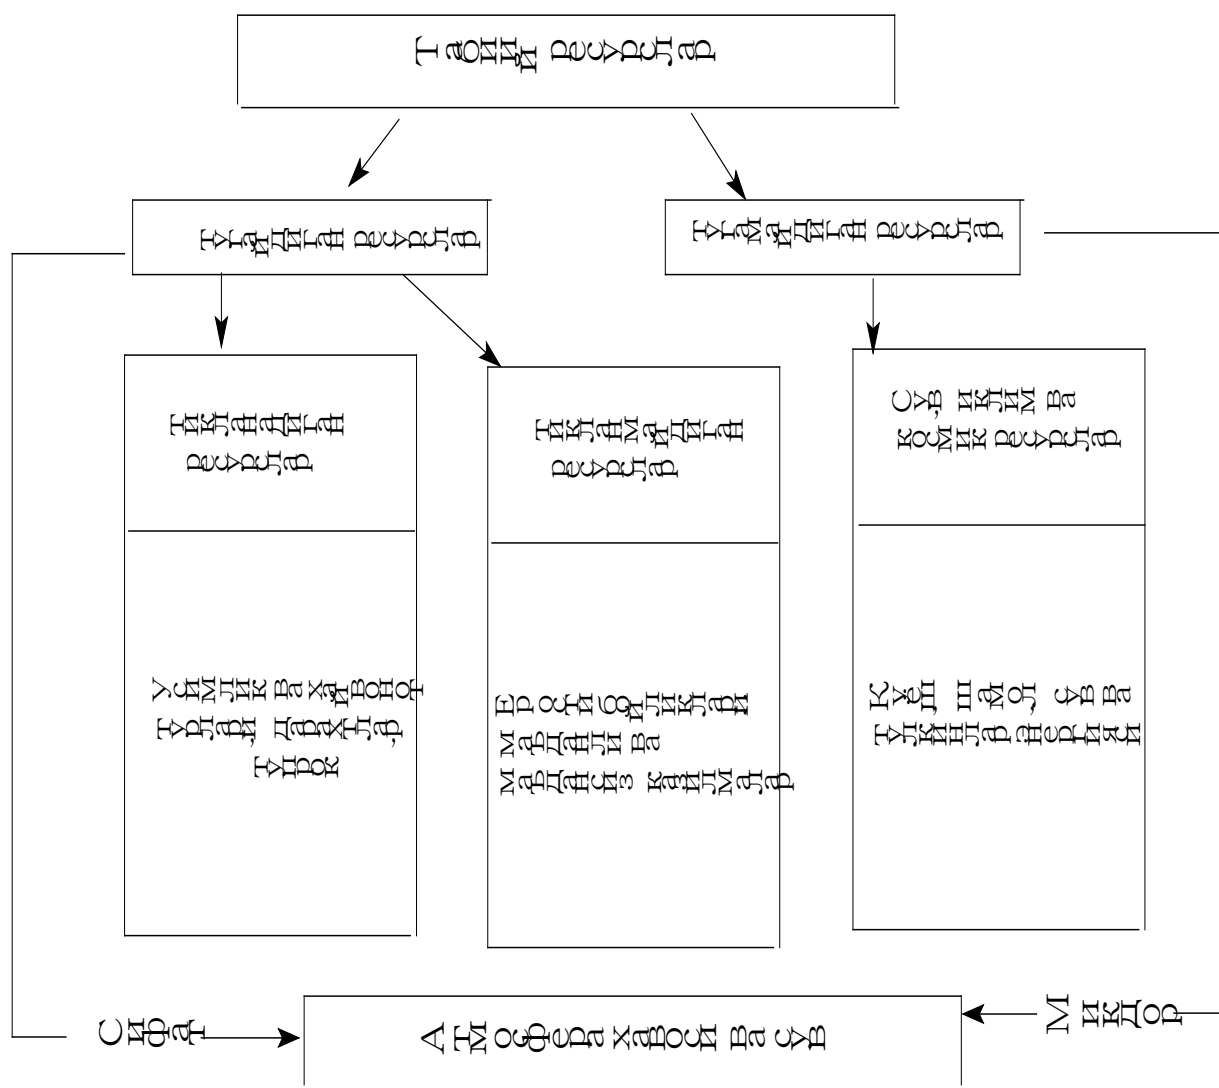 Табиий ресурслар
Тугайдиган ресурслар
Тугамайдиган ресурслар
Тикланадиган
ресурслар
Тикланмайдиган
ресурслар
Сув, иклим ва
космик ресурслар
Усимлик ва хайвонот
турлари, дарахтлар,
тупрок
Ер ости бойликлари
маъданли ва
маъдансиз кайилмалар
Куёш, шамол, сув ва
тулкинлар энергияси
Сифат
Атмосфера хавоси ва сув
Микдор